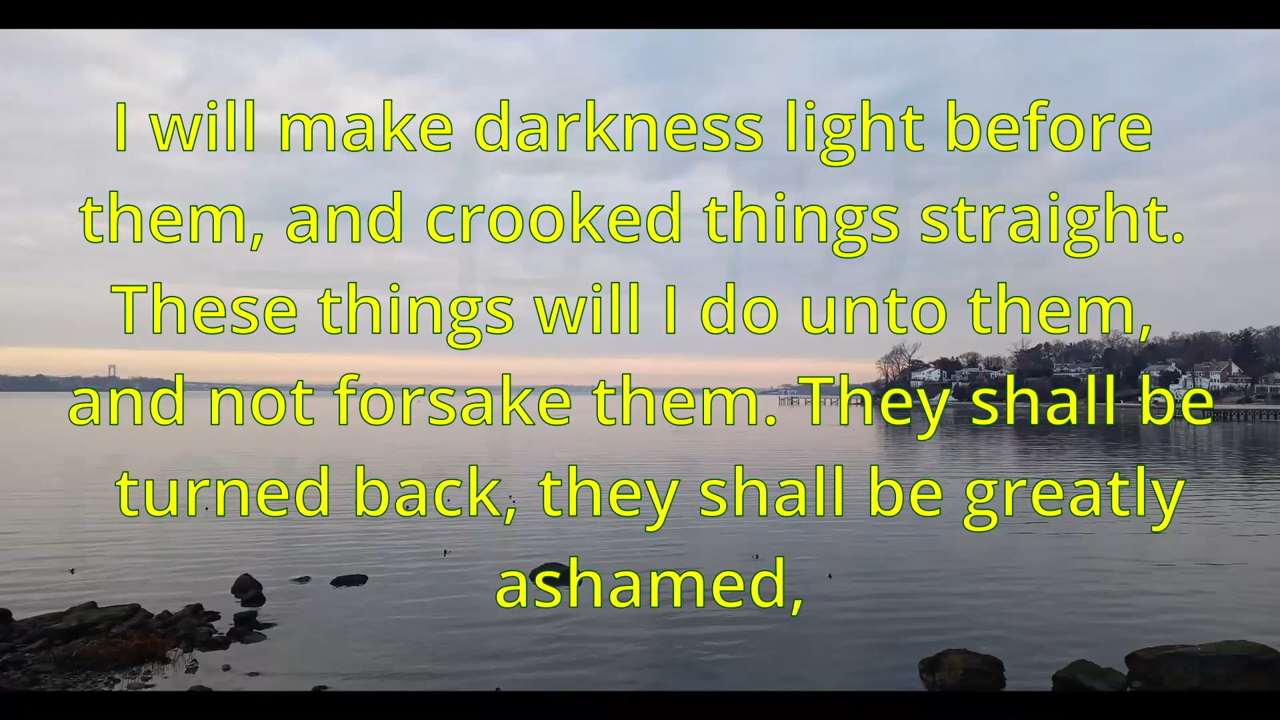 I will make darkness light before
them, and crooked things straight.
These things will I do unto them,
and not forsake them. They shall be
turned back, they shall be greatly
ashamed,